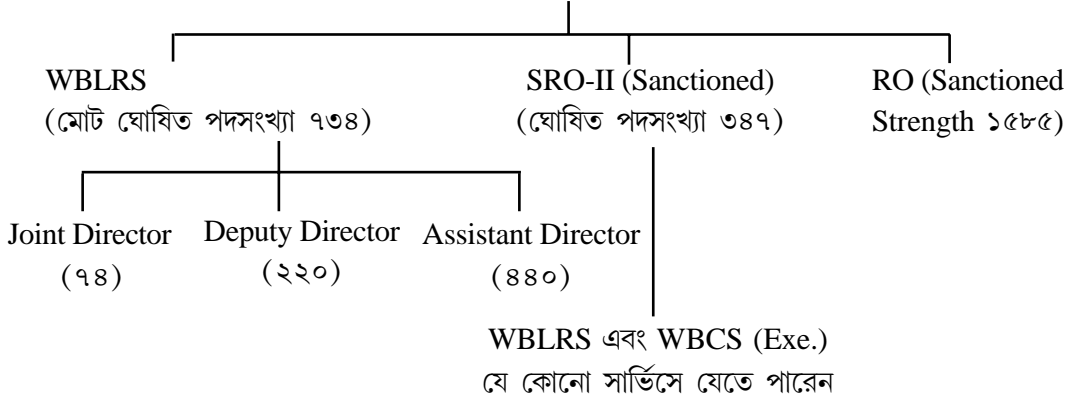 WBLRS
(মোট ঘোষিত পদসংখ্যা ৭৩৪)
SRO-II (Sanctioned)
(ঘোষিত পদসংখ্যা ৩৪৭)
RO (Sanctioned
Strength ১৫৮৫)
Joint Director
(৭৪)
Deputy Director
(২২০)
Assistant Director
(৪৪০)
WBLRS এবং WBCS (Exe.)
যে কোনো সার্ভিসে যেতে পারেন